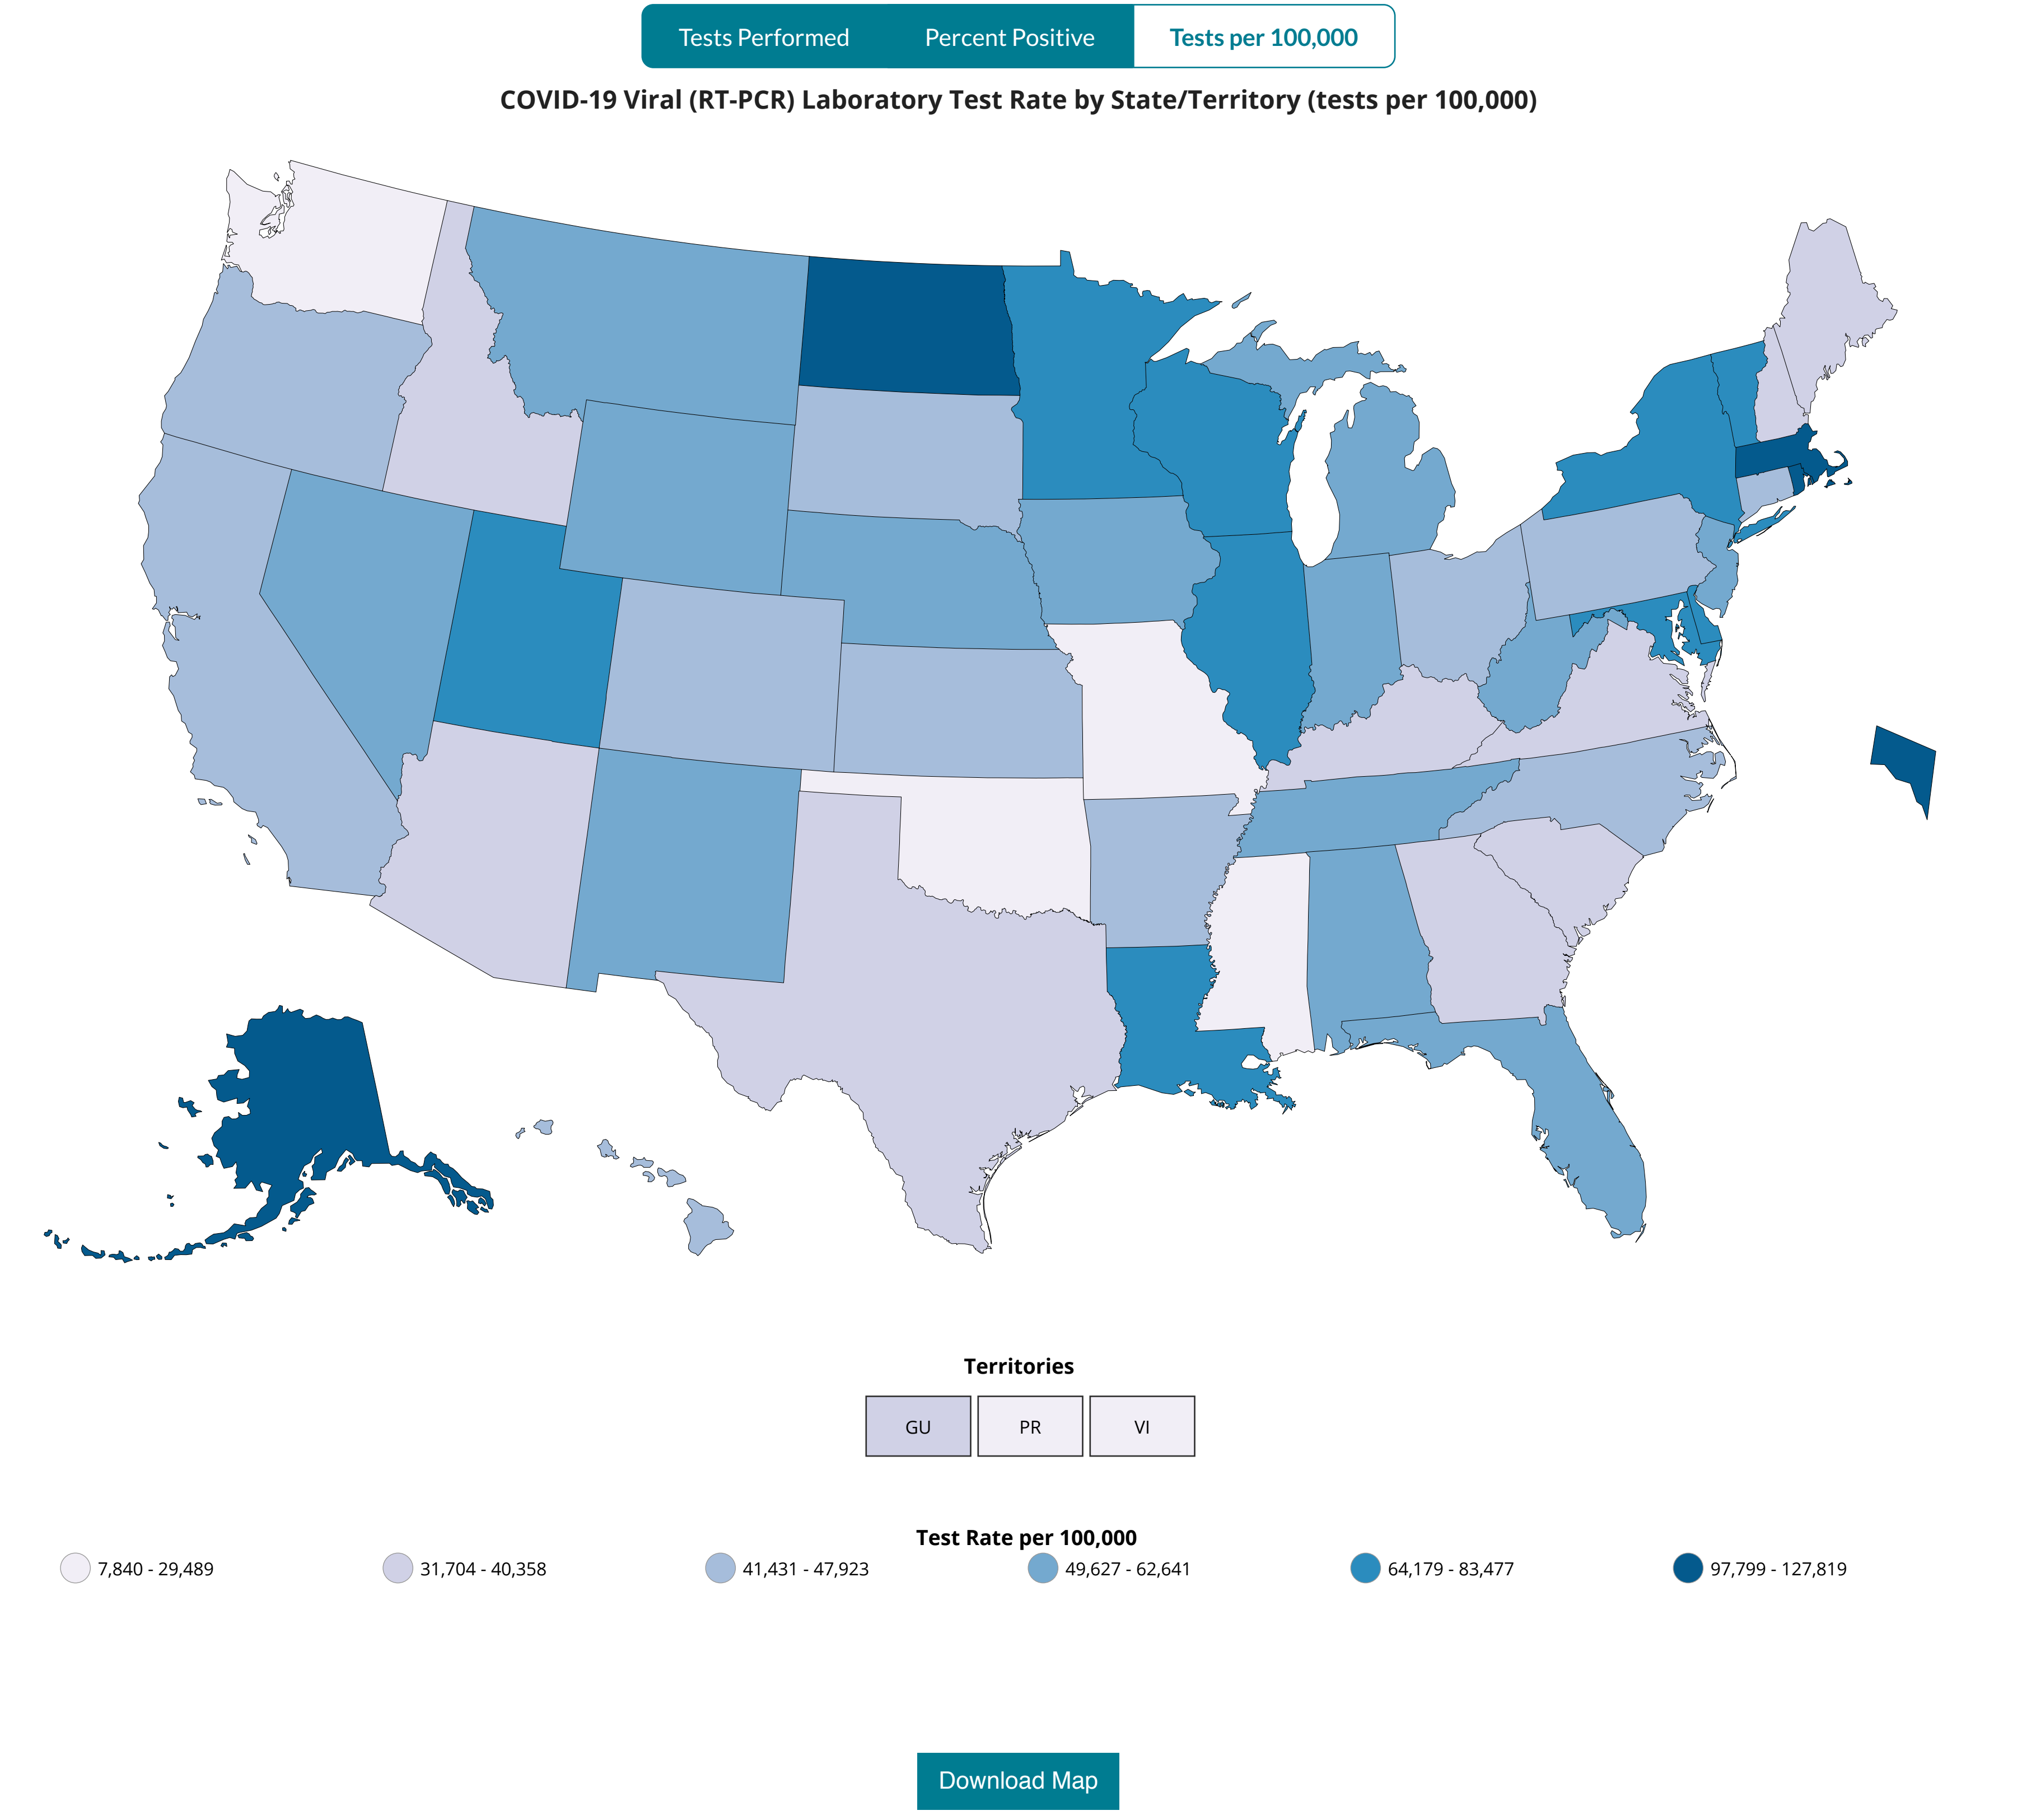 Tests Performed Percent Positive Tests per 100,000
COVID-19 Viral (RT-PCR) Laboratory Test Rate by State/Territory (tests per 100,000)
Territories
GU PR VI
Test Rate per 100,000
7,840 - 29,489 31,704 - 40,358 41,431 - 47,923 49,627 - 62,641 64,179 - 83,477 97,799 - 127,819
Download Map